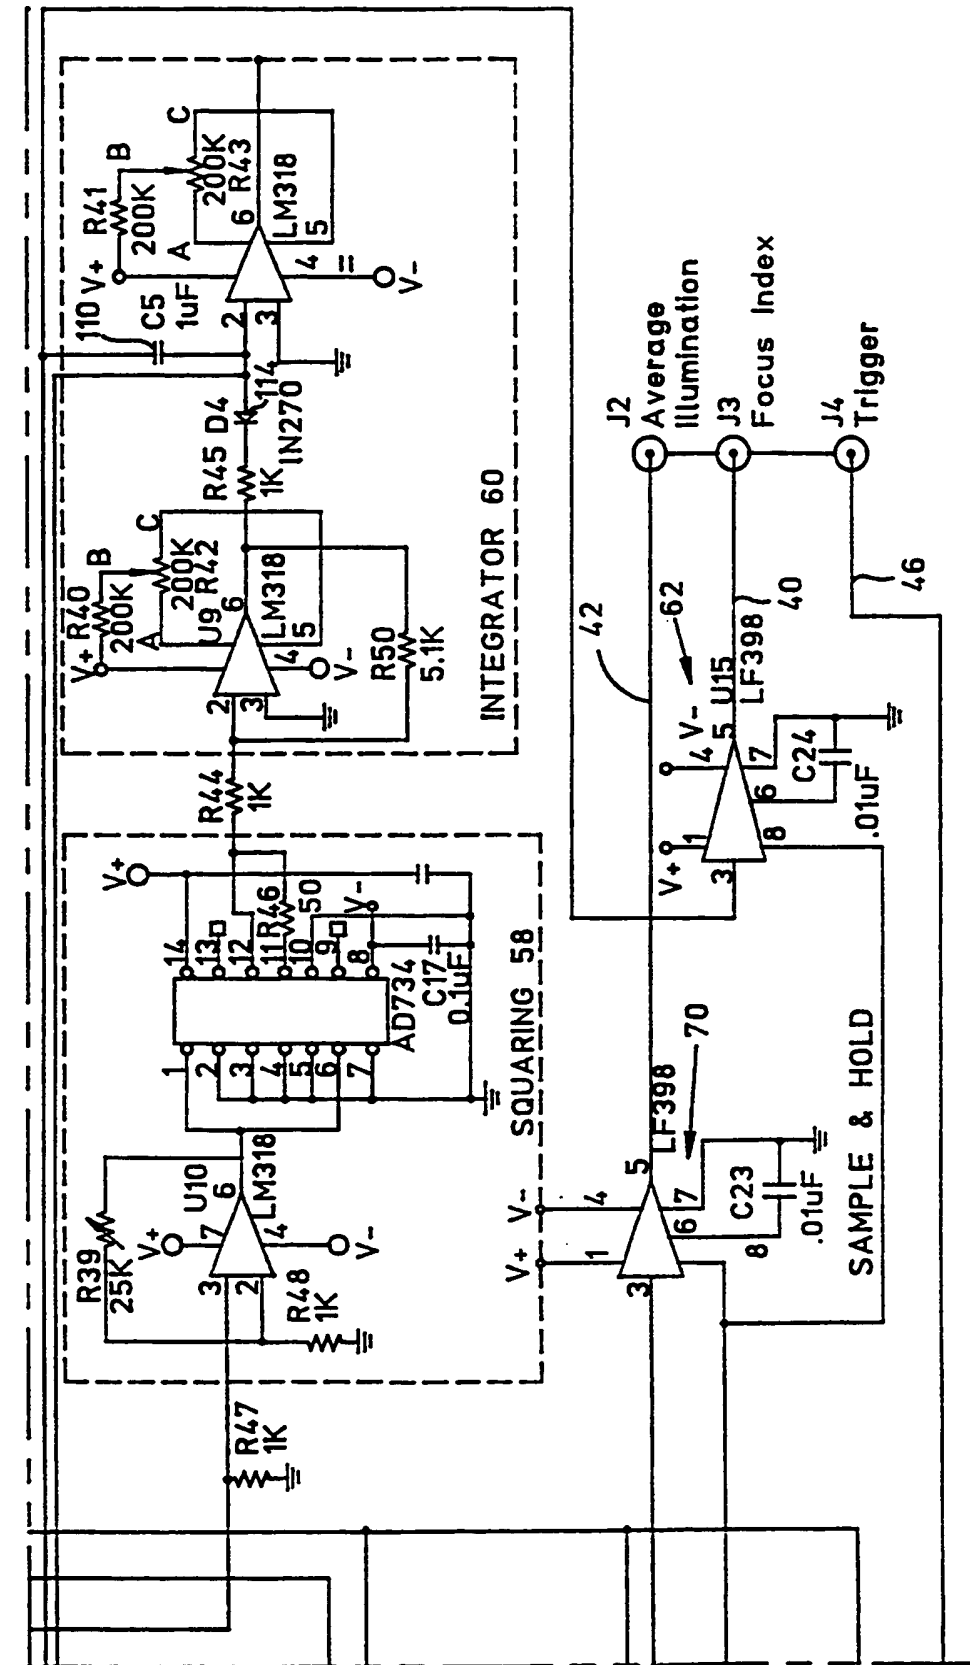 110
C5
1uF
V+
R41
200K
B
C
A
200K
R43
6
LM318
5
2
3
4
V-
114
D4
IN270
R45
1K
V+
R40
200K
B
C
A
200K
R42
U9
6
LM318
5
2
3
4
V-
R50
5.1K
INTEGRATOR 60
R44
1K
V+
14
13
12
11
10
9
8
R46
50
V-
C17
0.1uF
AD734
1
2
3
4
5
6
7
SQUARING 58
R39
25K
V+
U10
7
6
LM318
3
2
4
V-
R48
1K
R47
1K
J2
Average
Illumination
J3
Focus Index
J4
Trigger
42
62
40
46
V+
V-
1
4
5
U15
LF398
3
6
7
8
C24
.01uF
V+
V-
1
4
5
LF398
70
3
6
7
8
C23
.01uF
SAMPLE & HOLD